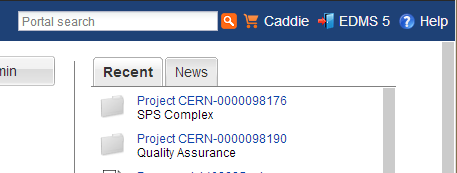 Portal search Caddie EDMS 5 ? Help
min
Recent News
Project CERN-0000098176
SPS Complex
Project CERN-0000098190
Quality Assurance